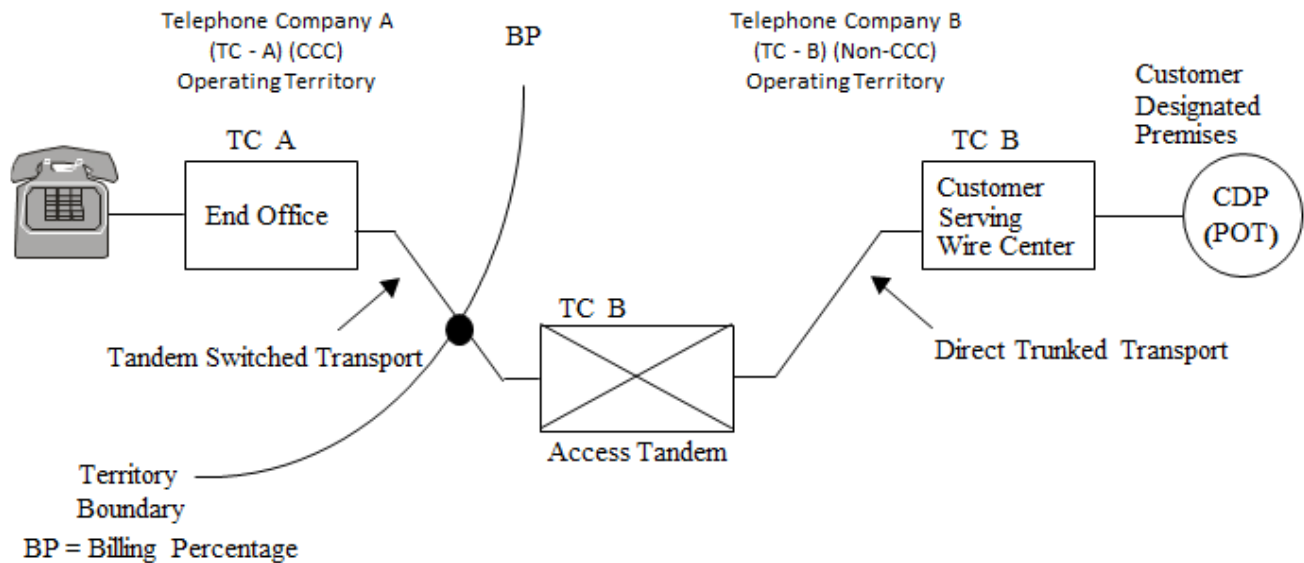 Telephone Company A
(TC - A) (CCC)
Operating Territory
BP
Telephone Company B
(TC - B) (Non-CCC)
Operating Territory
Customer
Designated
Premises
TC A
End Office
TC B
Customer
Serving
Wire Center
CDP
(POT)
TC B
Tandem Switched Transport
Direct Trunked Transport
Access Tandem
Territory
Boundary
BP = Billing Percentage